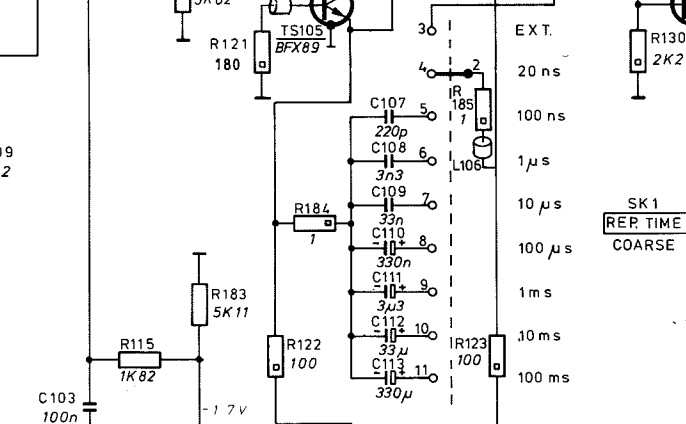 5K62
TS105
BFX89
R121
180
3
EXT.
R130
2K2
4
2
20 ns
R
185
1
C107
5
220p
100 ns
C108
6
3n3
L106
1 µs
09
2
C109
7
33n
10 µs
SK1
REP. TIME
COARSE
R184
1
C110
- +
8
330n
100 µs
C111
- +
9
3µ3
1 ms
R183
5K11
C112
- +
10
33µ
10 ms
R115
1K82
R122
100
R123
100
C113
- +
11
330µ
100 ms
C103
100n
-1.7V